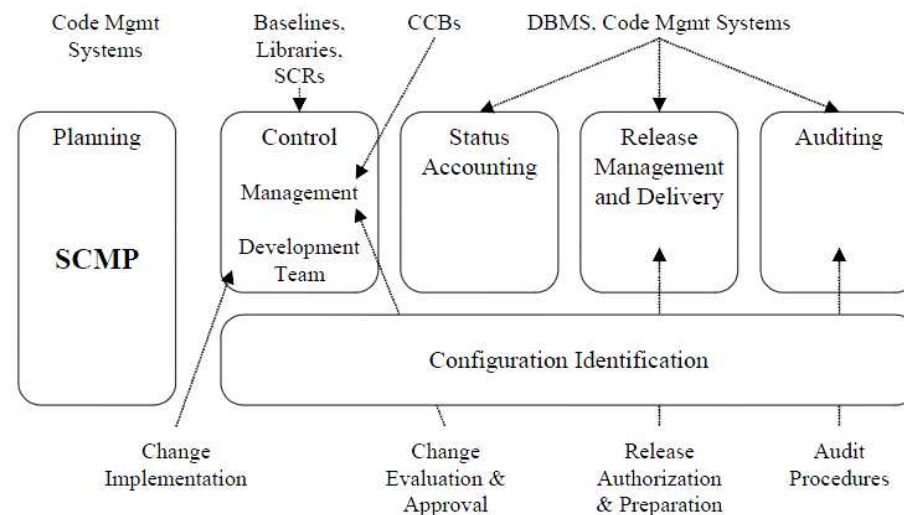 Code Mgmt
Systems
Baselines,
Libraries,
SCRs
CCBs
DBMS, Code Mgmt Systems
Planning
SCMP
Control
Management
Development
Team
Status
Accounting
Release
Management
and Delivery
Auditing
Configuration Identification
Change
Implementation
Change
Evaluation &
Approval
Release
Authorization
& Preparation
Audit
Procedures